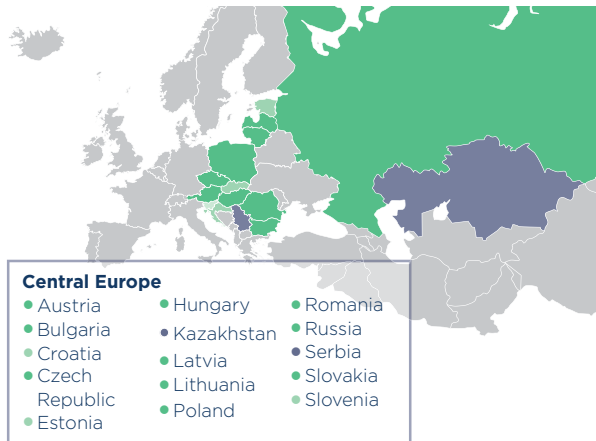 Central Europe
Austria
Bulgaria
Croatia
Czech
Republic
Estonia
Hungary
Kazakhstan
Latvia
Lithuania
Poland
Romania
Russia
Serbia
Slovakia
Slovenia